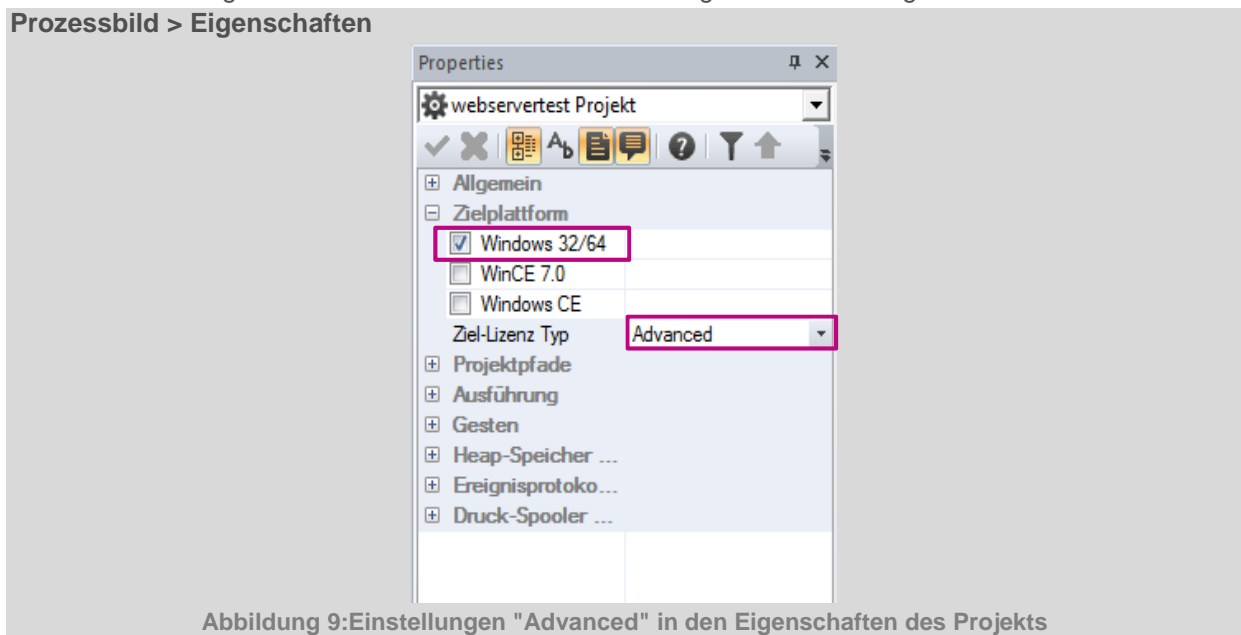 Prozessbild > Eigenschaften
Properties
webservertest Projekt
Allgemein
Zielplattform
Windows 32/64
WinCE 7.0
Windows CE
Ziel-Lizenz Typ Advanced
Projektpfade
Ausführung
Gesten
Heap-Speicher ...
Ereignisprotoko...
Druck-Spooler ...
Abbildung 9:Einstellungen "Advanced" in den Eigenschaften des Projekts